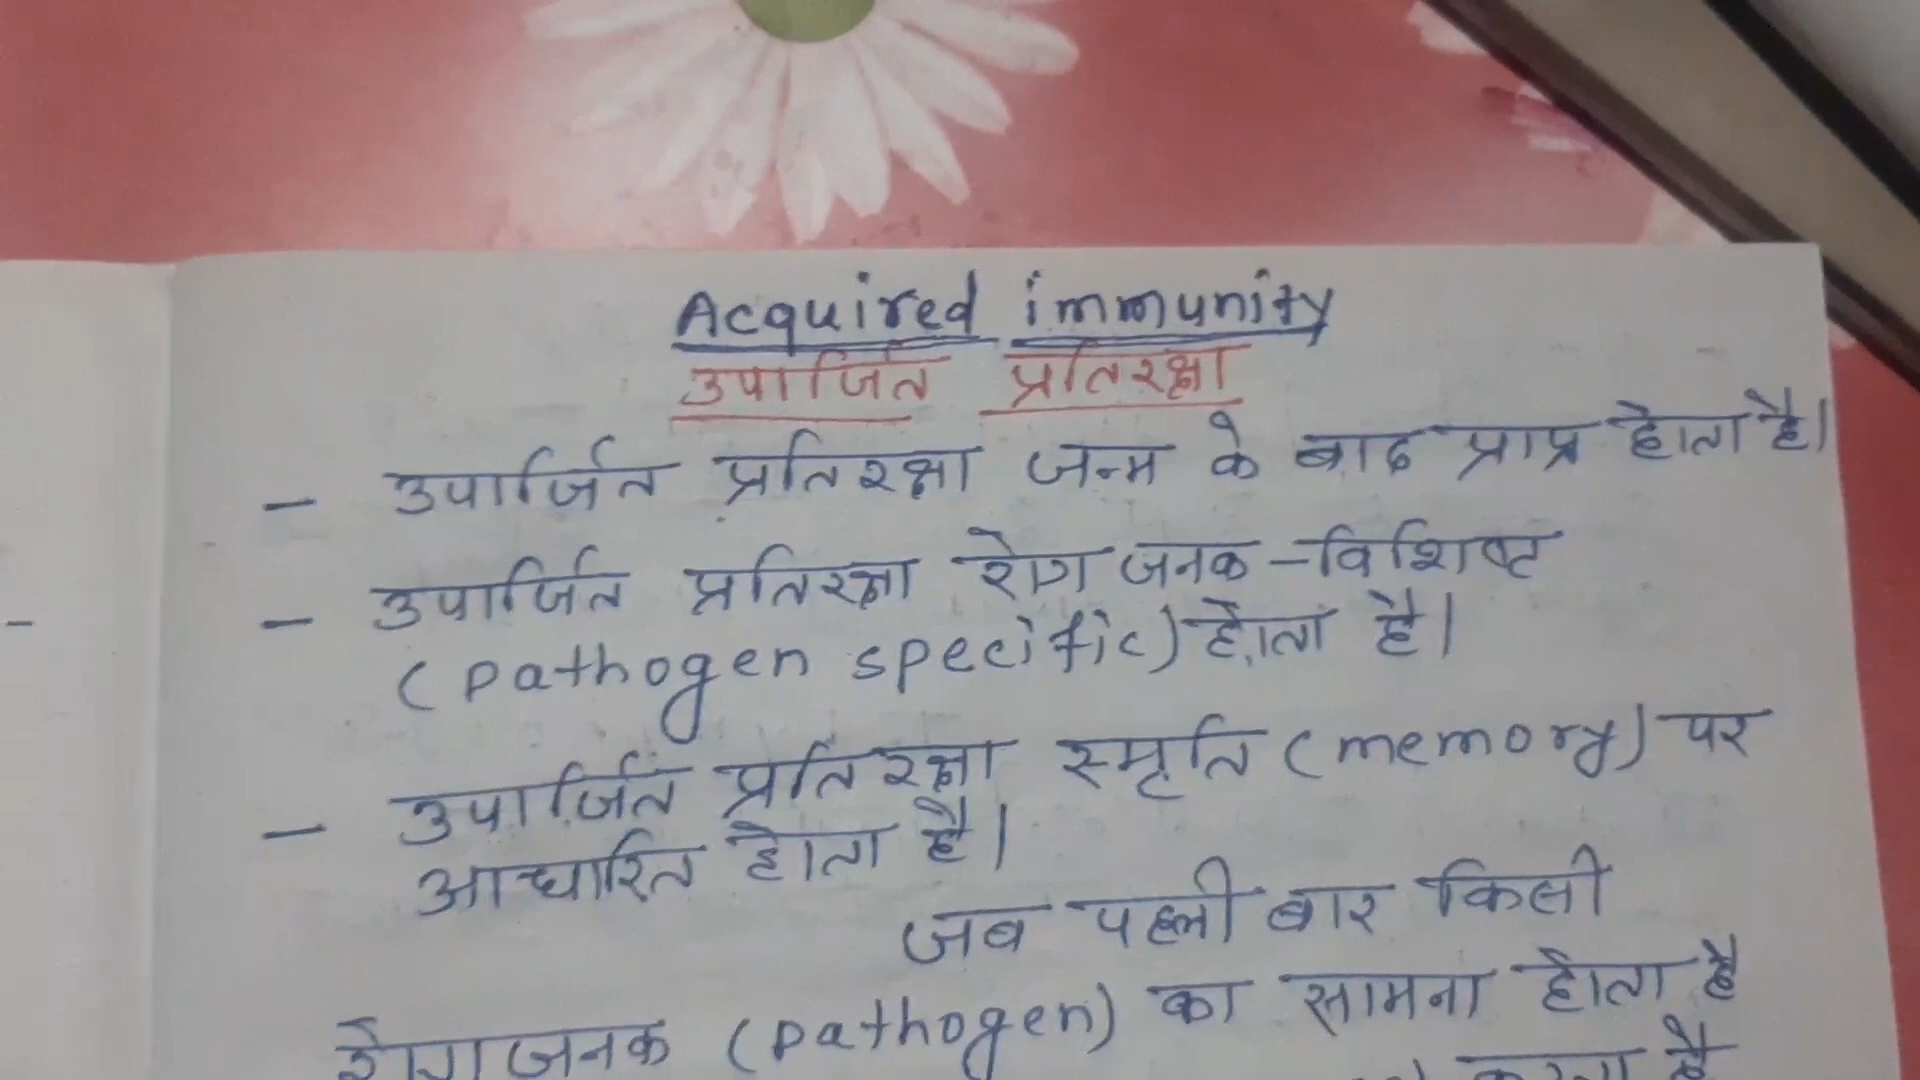 Acquired immunity
उपार्जित प्रतिरक्षा
– उपार्जित प्रतिरक्षा जन्म के बाद प्राप्त होता है।
– उपार्जित प्रतिरक्षा रोगजनक-विशिष्ट
(pathogen specific) होता है।
– उपार्जित प्रतिरक्षा स्मृति (memory) पर
आधारित होता है।
जब पहली बार किसी
रोगजनक (pathogen) का सामना होता है
करता है